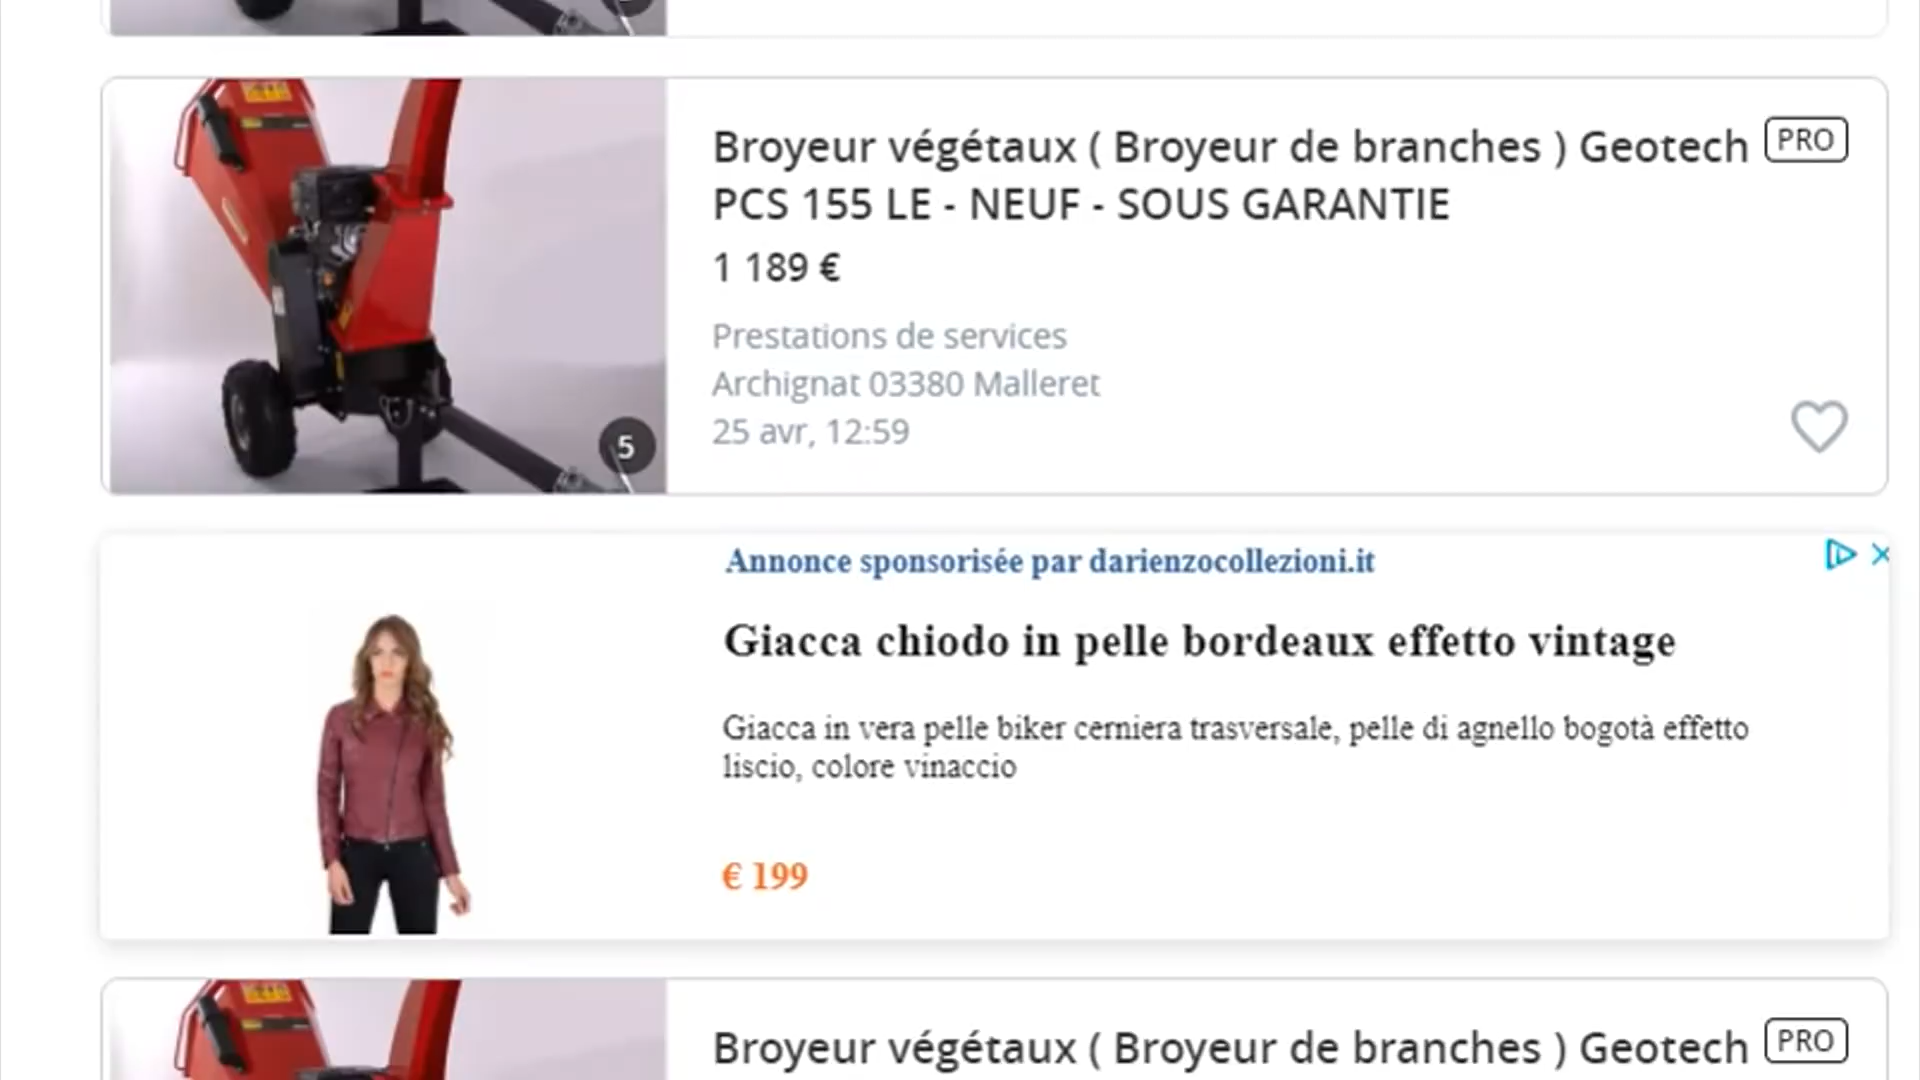 Broyeur végétaux ( Broyeur de branches ) Geotech PRO
PCS 155 LE - NEUF - SOUS GARANTIE
1 189 €
Prestations de services
Archignat 03380 Malleret
25 avr, 12:59
5
Annonce sponsorisée par darienzocollezioni.it
Giacca chiodo in pelle bordeaux effetto vintage
Giacca in vera pelle biker cerniera trasversale, pelle di agnello bogotà effetto
liscio, colore vinaccio
€ 199
Broyeur végétaux ( Broyeur de branches ) Geotech PRO